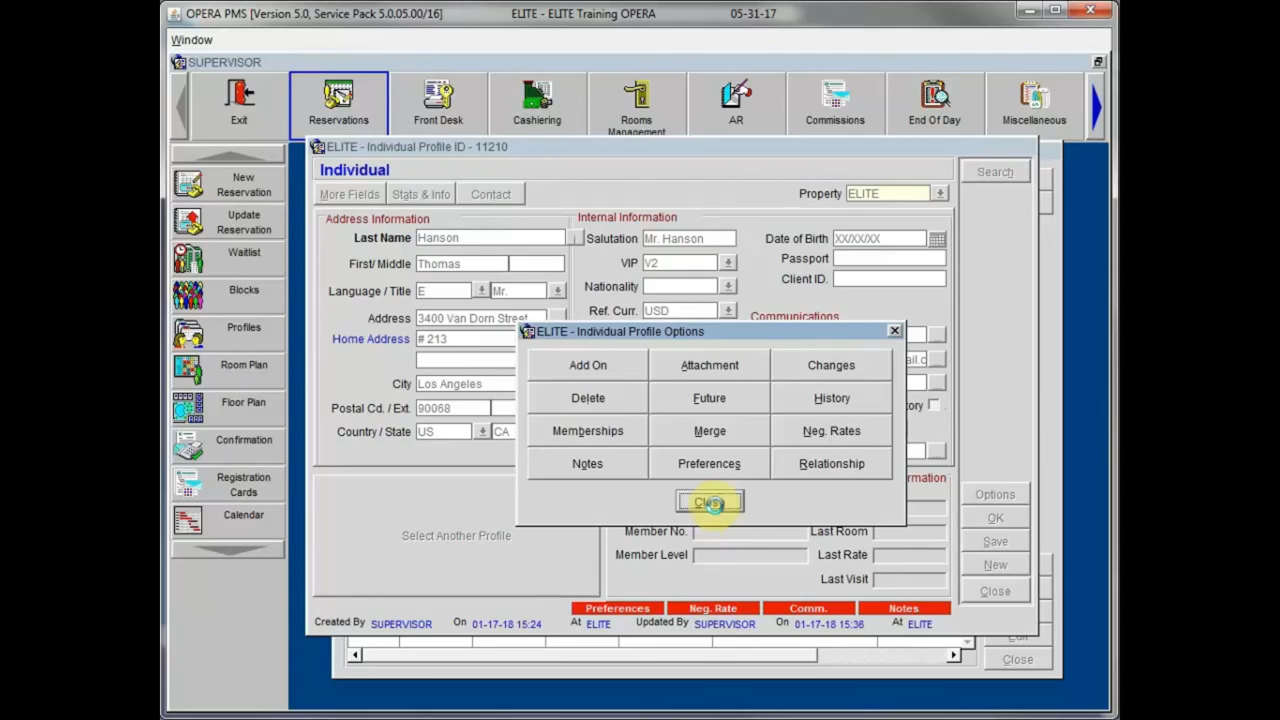 OPERA PMS [Version 5.0, Service Pack 5.0.05.00/16] ELITE - ELITE Training OPERA 05-31-17
Window
SUPERVISOR
Exit Reservations Front Desk Cashiering Rooms Management AR Commissions End Of Day Miscellaneous
New Reservation
Update Reservation
Waitlist
Blocks
Profiles
Room Plan
Floor Plan
Confirmation
Registration Cards
Calendar
ELITE - Individual Profile ID - 11210
Individual
Search
More Fields Stats & Info Contact Property ELITE
Address Information Internal Information
Last Name Hanson Salutation Mr. Hanson Date of Birth XX/XX/XX
First/ Middle Thomas VIP V2 Passport
Language / Title E Mr. Nationality Client ID.
Address 3400 Van Dorn Street Ref. Curr. USD Communications
Home Address # 213
City Los Angeles
Postal Cd. / Ext. 90068
Country / State US CA
ELITE - Individual Profile Options
Add On Attachment Changes
Delete Future History
Memberships Merge Neg. Rates
Notes Preferences Relationship
Select Another Profile
Member No. Last Room
Member Level Last Rate
Last Visit
Options
OK
Save
New
Close
Preferences Neg. Rate Comm. Notes
Created By SUPERVISOR On 01-17-18 15:24 At ELITE Updated By SUPERVISOR On 01-17-18 15:36 At ELITE
Close